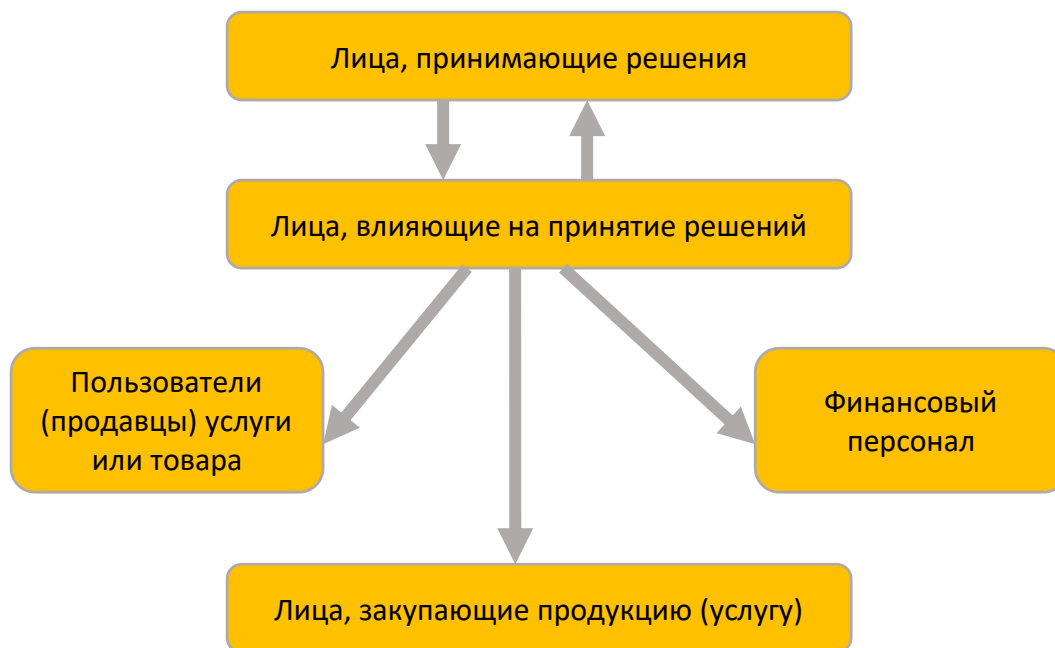 Лица, принимающие решения
Лица, влияющие на принятие решений
Пользователи
(продавцы) услуги
или товара
Финансовый
персонал
Лица, закупающие продукцию (услугу)